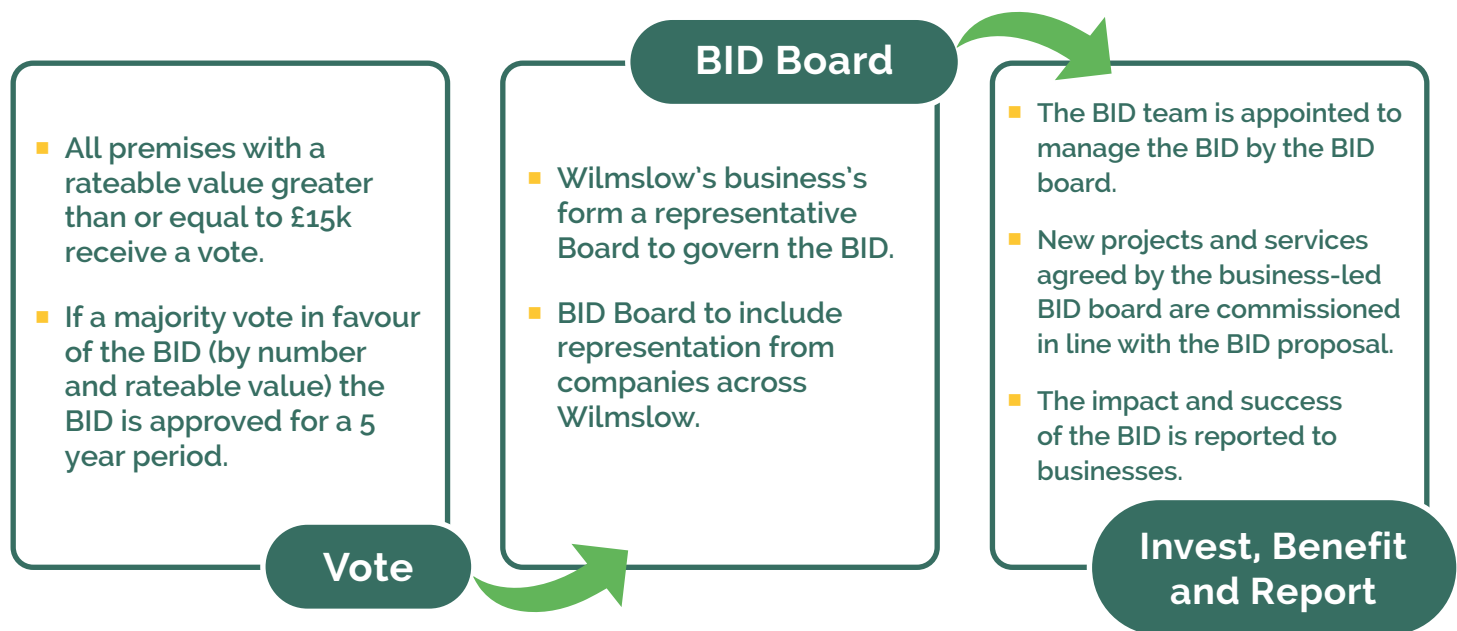 All premises with a
rateable value greater
than or equal to £15k
receive a vote.
If a majority vote in favour
of the BID (by number
and rateable value) the
BID is approved for a 5
year period.
Vote
BID Board
Wilmslow's business's
form a representative
Board to govern the BID.
BID Board to include
representation from
companies across
Wilmslow.
The BID team is appointed to
manage the BID by the BID
board.
New projects and services
agreed by the business-led
BID board are commissioned
in line with the BID proposal.
The impact and success
of the BID is reported to
businesses.
Invest, Benefit
and Report